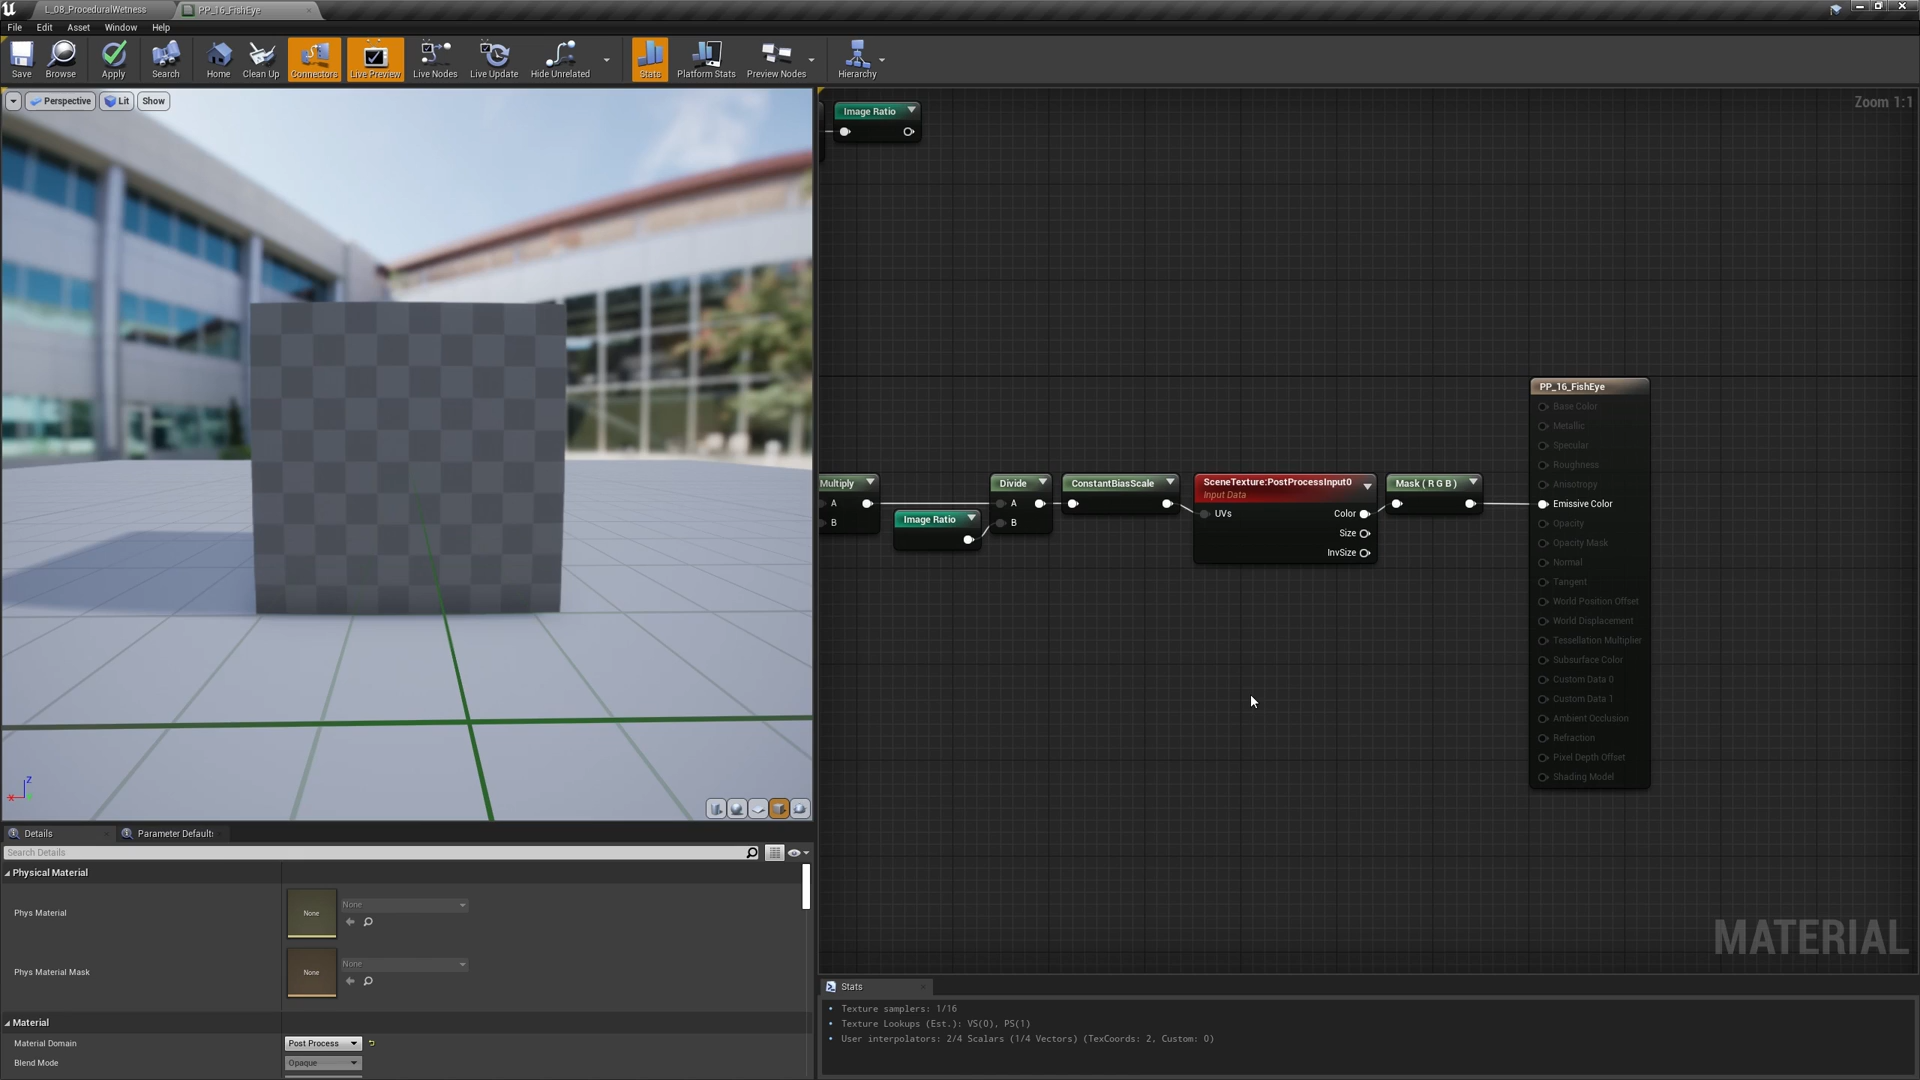 L_08_ProceduralWetness
PP_16_FishEye
File Edit Asset Window Help
Save Browse Apply Search Home Clean Up Connectors Live Preview Live Nodes Live Update Hide Unrelated Stats Platform Stats Preview Nodes Hierarchy
Perspective Lit Show
Zoom 1:1
Image Ratio
PP_16_FishEye
Base Color
Metallic
Specular
Roughness
Anisotropy
Emissive Color
Opacity
Opacity Mask
Normal
Tangent
World Position Offset
World Displacement
Tessellation Multiplier
Subsurface Color
Custom Data 0
Custom Data 1
Ambient Occlusion
Refraction
Pixel Depth Offset
Shading Model
Multiply
A
B
Image Ratio
Divide
A
B
ConstantBiasScale
SceneTexture:PostProcessInput0
Input Data
UVs Color
Size
InvSize
Mask ( R G B )
MATERIAL
Z
X
Details
Parameter Defaults
Search Details
Physical Material
Phys Material None None
Phys Material Mask None None
Material
Material Domain Post Process
Blend Mode Opaque
Stats
Texture samplers: 1/16
Texture Lookups (Est.): VS(0), PS(1)
User interpolators: 2/4 Scalars (1/4 Vectors) (TexCoords: 2, Custom: 0)